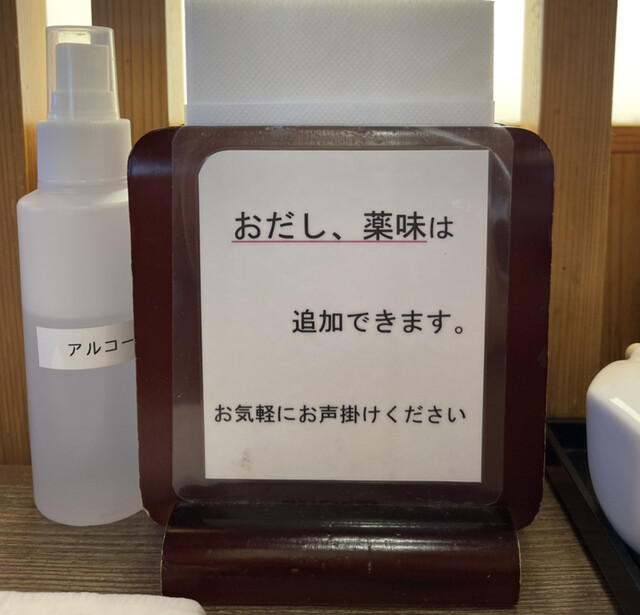 おだし、薬味は
追加できます。
お気軽にお声掛けください
アルコー